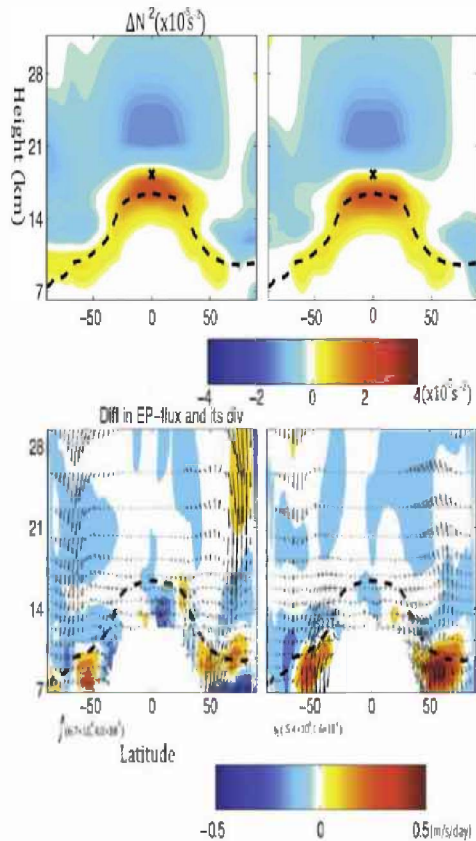 ΔN²(x10⁻⁵s⁻²)
28
21
14
7
Height (km)
-50 0 50
-50 0 50
-4 -2 0 2 4 (x10⁻⁵s⁻²)
Diff in EP-flux and its div
28
21
14
7
-50 0 50
-50 0 50
Latitude
-0.5 0 0.5 (m/s/day)